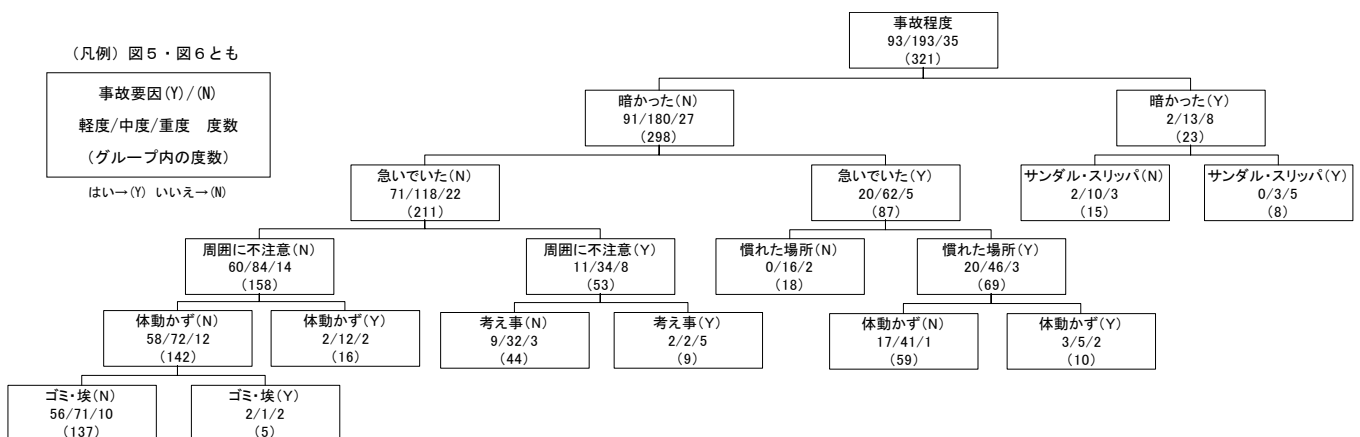 事故程度
93/193/35
(321)
(凡例) 図5・図6とも
事故要因(Y)/(N)
軽度/中度/重度 度数
(グループ内の度数)
はい→(Y) いいえ→(N)
暗かった(N)
91/180/27
(298)
暗かった(Y)
2/13/8
(23)
急いでいた(N)
71/118/22
(211)
急いでいた(Y)
20/62/5
(87)
サンダル・スリッパ(N)
2/10/3
(15)
サンダル・スリッパ(Y)
0/3/5
(8)
周囲に不注意(N)
60/84/14
(158)
周囲に不注意(Y)
11/34/8
(53)
慣れた場所(N)
0/16/2
(18)
慣れた場所(Y)
20/46/3
(69)
体動かず(N)
58/72/12
(142)
体動かず(Y)
2/12/2
(16)
考え事(N)
9/32/3
(44)
考え事(Y)
2/2/5
(9)
体動かず(N)
17/41/1
(59)
体動かず(Y)
3/5/2
(10)
ゴミ・埃(N)
56/71/10
(137)
ゴミ・埃(Y)
2/1/2
(5)